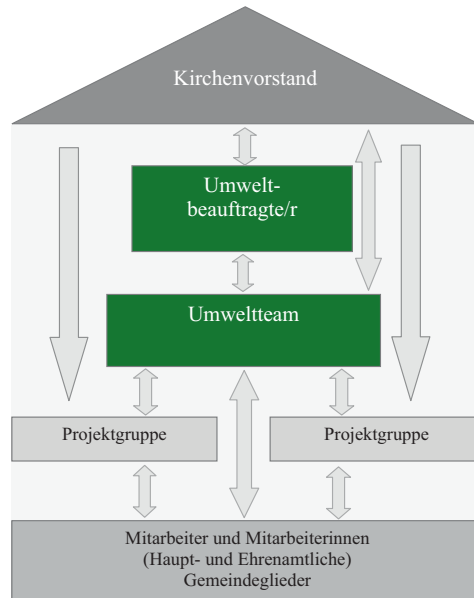 Kirchenvorstand
Umwelt-
beauftragte/r
Umweltteam
Projektgruppe
Projektgruppe
Mitarbeiter und Mitarbeiterinnen
(Haupt- und Ehrenamtliche)
Gemeindeglieder